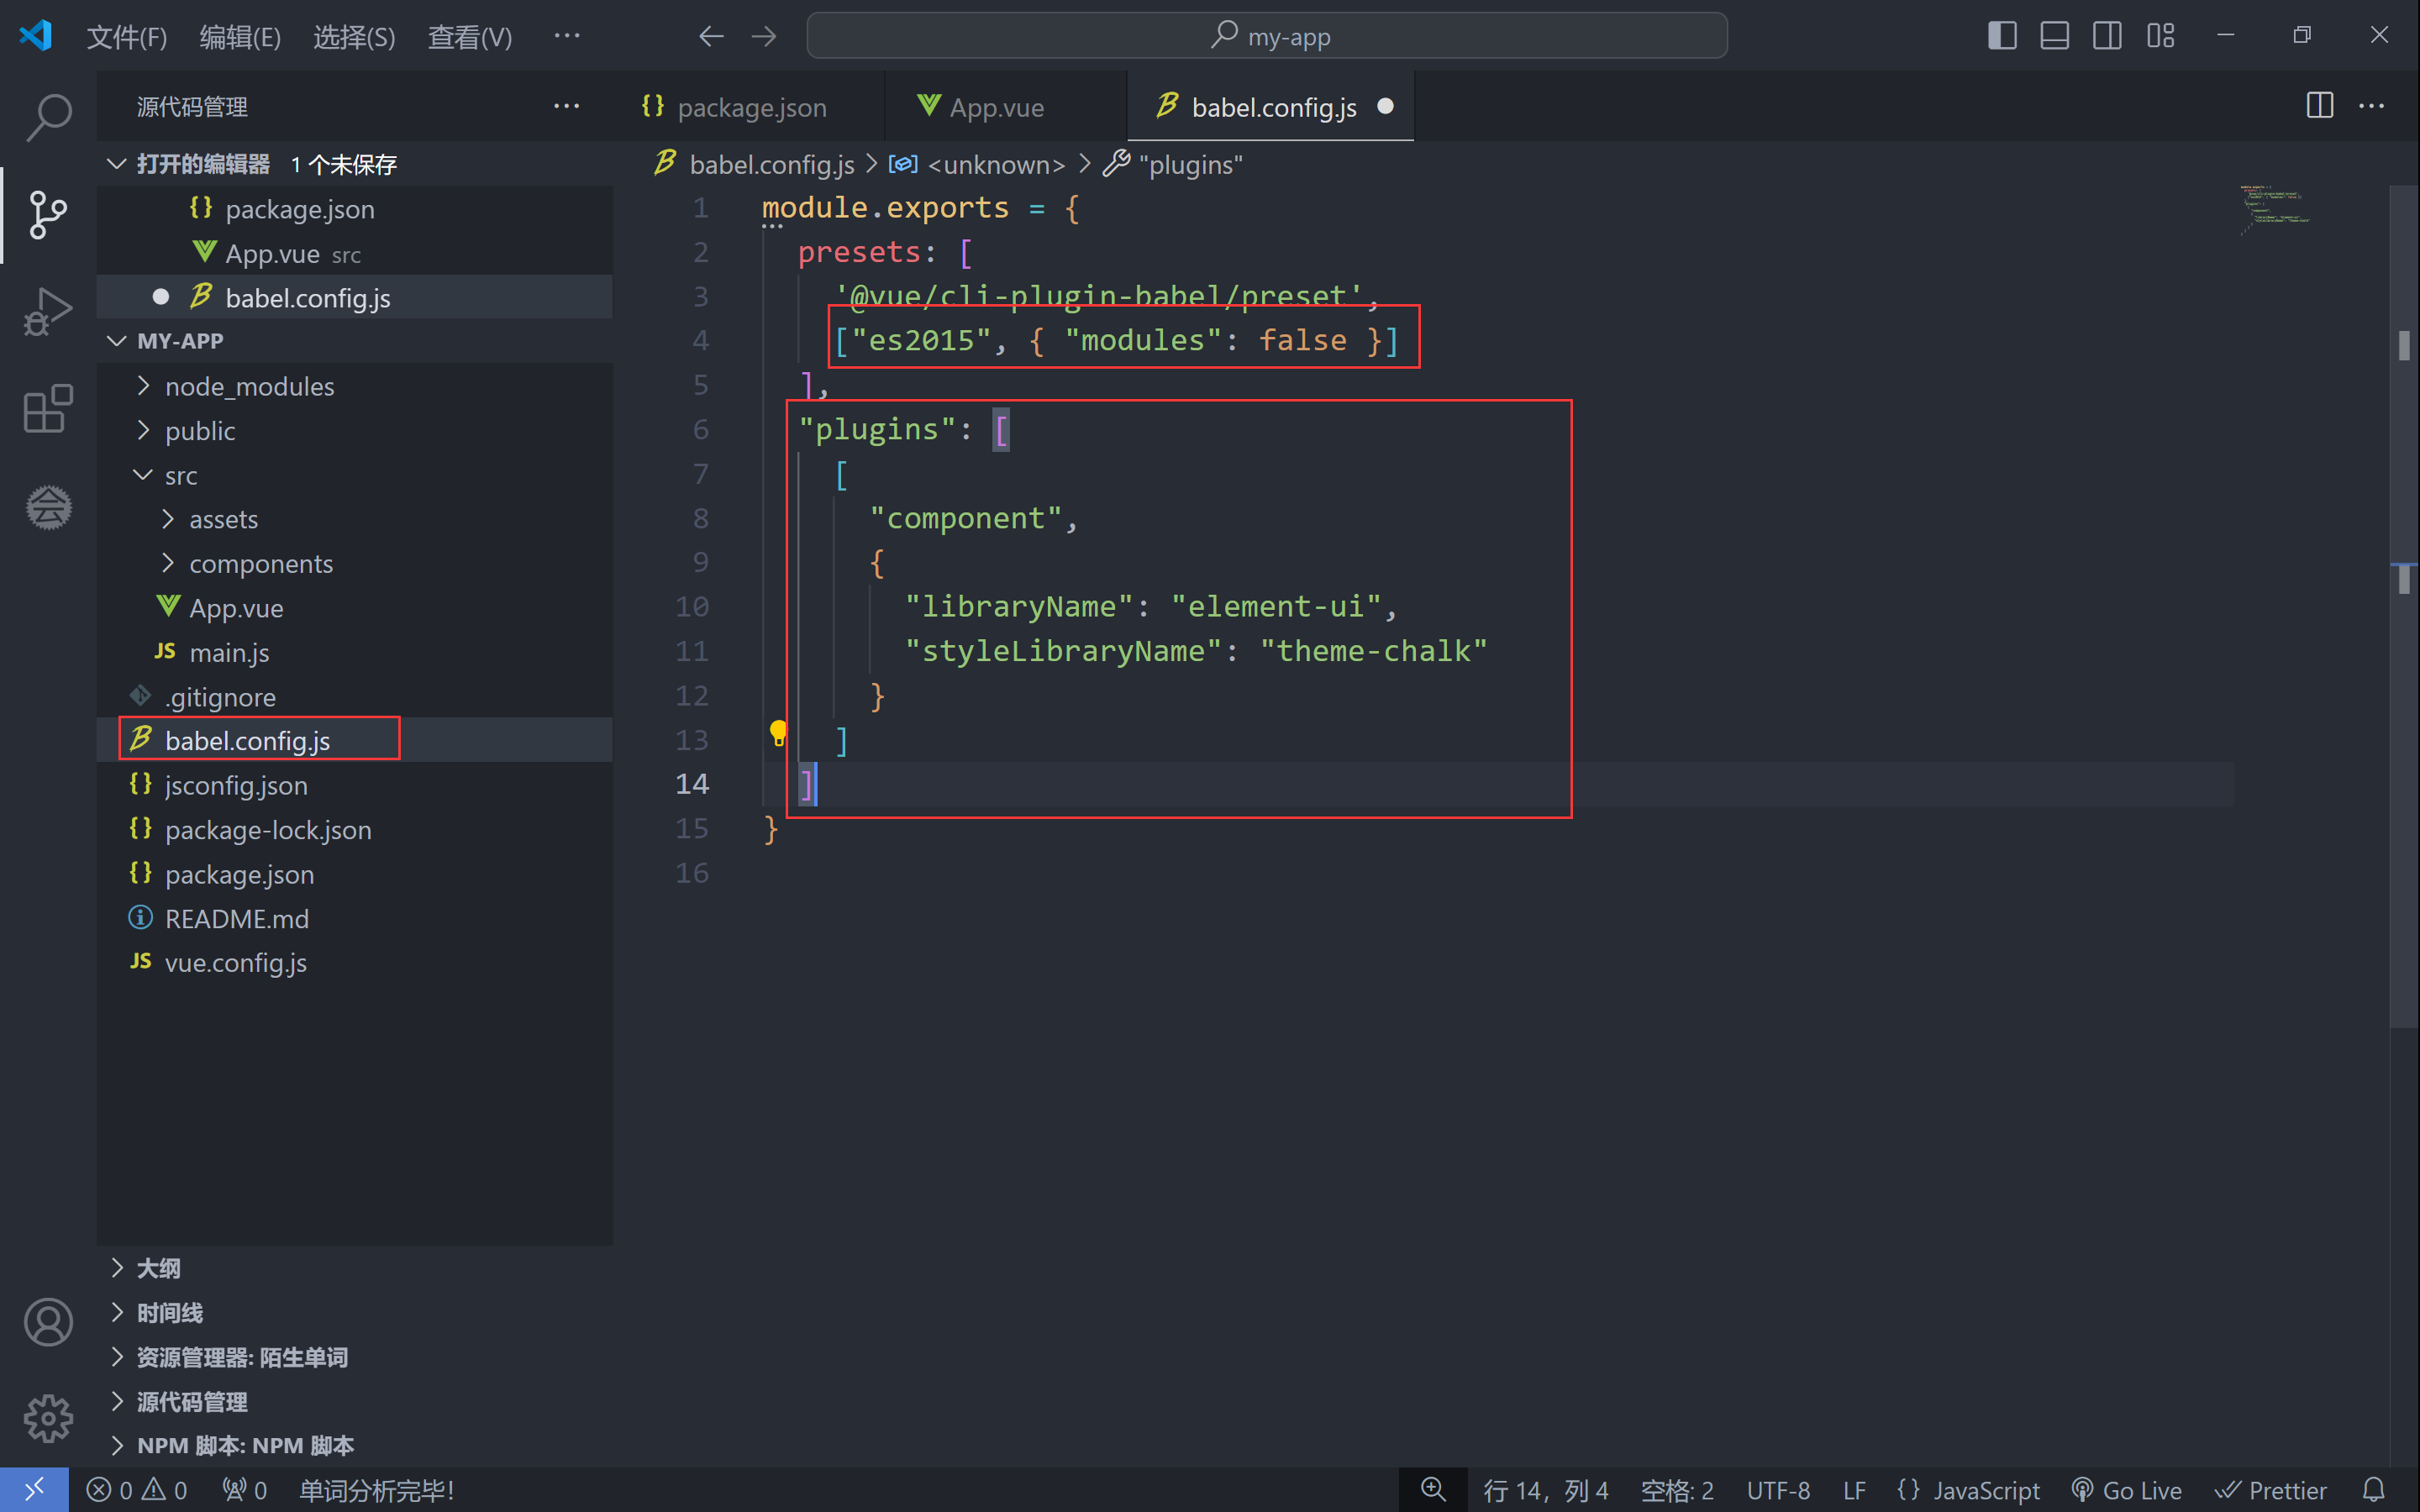 文件(F) 编辑(E) 选择(S) 查看(V) ··· my-app
源代码管理 ···
package.json App.vue babel.config.js
打开的编辑器 1 个未保存
package.json
App.vue src
babel.config.js
MY-APP
node_modules
public
src
assets
components
App.vue
main.js
.gitignore
babel.config.js
jsconfig.json
package-lock.json
package.json
README.md
vue.config.js
大纲
时间线
资源管理器: 陌生单词
源代码管理
NPM 脚本: NPM 脚本
babel.config.js > <unknown> > "plugins"
1 module.exports = {
2 presets: [
3 '@vue/cli-plugin-babel/preset',
4 ["es2015", { "modules": false }]
5 ],
6 "plugins": [
7 [
8 "component",
9 {
10 "libraryName": "element-ui",
11 "styleLibraryName": "theme-chalk"
12 }
13 ]
14 ]
15 }
16
0 0 0 单词分析完毕! 行 14，列 4 空格: 2 UTF-8 LF {} JavaScript Go Live Prettier